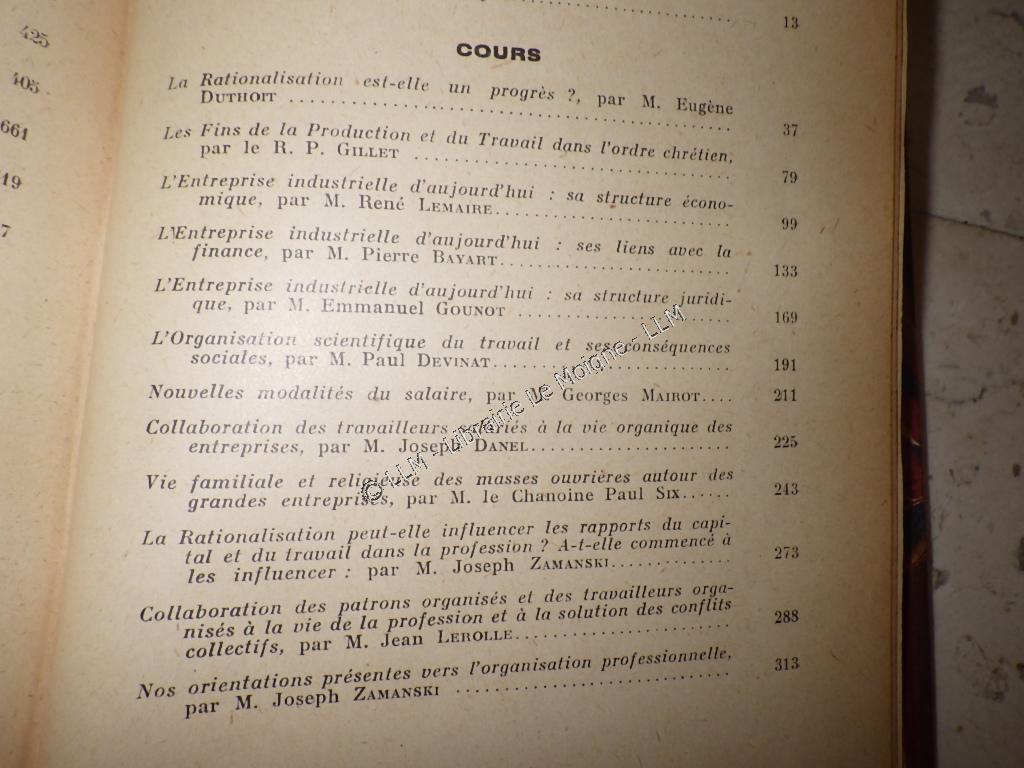 13
425
405
661
19
7
COURS
La Rationalisation est-elle un progrès ?, par M. Eugène
DUTHOIT .......... 37
Les Fins de la Production et du Travail dans l'ordre chrétien,
par le R. P. GILLET .......... 79
L'Entreprise industrielle d'aujourd'hui : sa structure écono-
mique, par M. René LEMAIRE.......... 99
L'Entreprise industrielle d'aujourd'hui : ses liens avec la
finance, par M. Pierre BAYART.......... 133
L'Entreprise industrielle d'aujourd'hui : sa structure juridi-
que, par M. Emmanuel GOUNOT .......... 169
L'Organisation scientifique du travail et ses conséquences
sociales, par M. Paul DEVINAT.......... 191
Nouvelles modalités du salaire, par M. Georges MAIROT.... 211
Collaboration des travailleurs salariés à la vie organique des
entreprises, par M. Joseph DANEL.......... 225
Vie familiale et religieuse des masses ouvrières autour des
grandes entreprises, par M. le Chanoine Paul SIX...... 243
La Rationalisation peut-elle influencer les rapports du capi-
tal et du travail dans la profession ? A-t-elle commencé à
les influencer : par M. Joseph ZAMANSKI.......... 273
Collaboration des patrons organisés et des travailleurs orga-
nisés à la vie de la profession et à la solution des conflits
collectifs, par M. Jean LEROLLE.......... 288
Nos orientations présentes vers l'organisation professionnelle,
par M. Joseph ZAMANSKI .......... 313
© LLM - Librairie Le Moigne - LLM